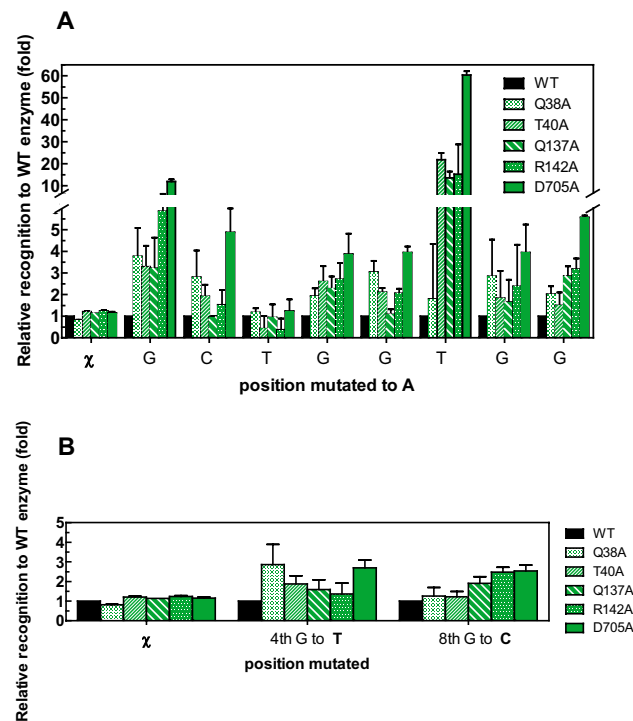 A
Relative recognition to WT enzyme (fold)
60
50
40
30
20
10
5
4
3
2
1
0
WT
Q38A
T40A
Q137A
R142A
D705A
χ G C T G G T G G
position mutated to A
B
Relative recognition to WT enzyme (fold)
5
4
3
2
1
0
WT
Q38A
T40A
Q137A
R142A
D705A
χ 4th G to T 8th G to C
position mutated